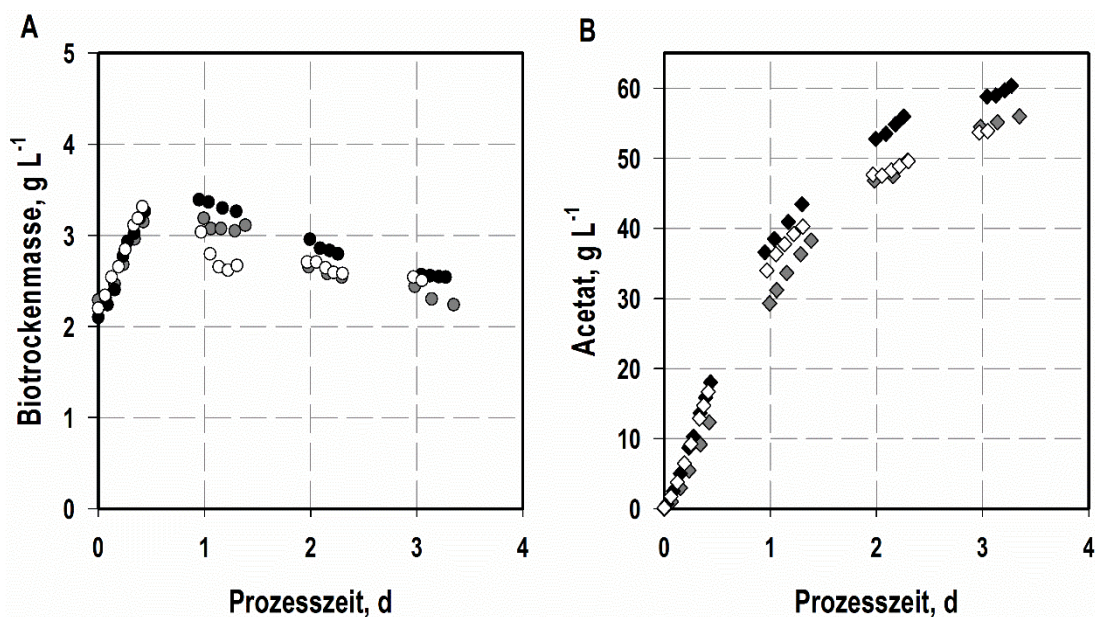 A
Biotrockenmasse, g L-1
5
4
3
2
1
0
0 1 2 3 4
Prozesszeit, d
B
Acetat, g L-1
60
50
40
30
20
10
0
0 1 2 3 4
Prozesszeit, d